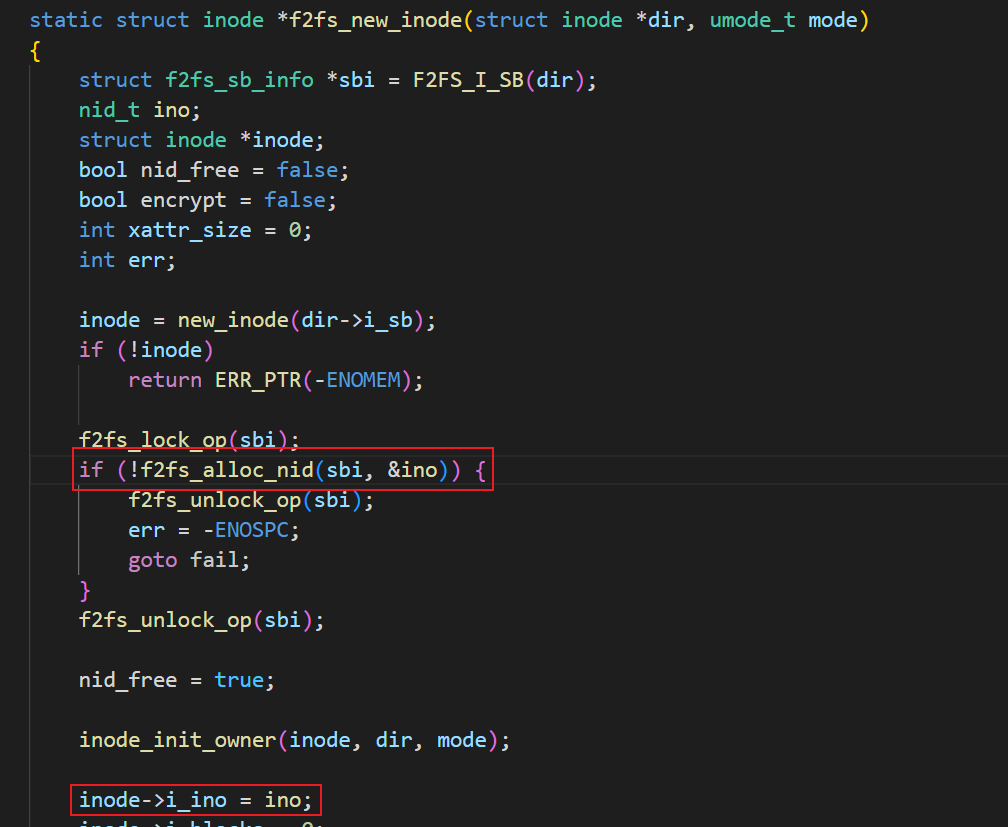 static struct inode *f2fs_new_inode(struct inode *dir, umode_t mode)
{
struct f2fs_sb_info *sbi = F2FS_I_SB(dir);
nid_t ino;
struct inode *inode;
bool nid_free = false;
bool encrypt = false;
int xattr_size = 0;
int err;
inode = new_inode(dir->i_sb);
if (!inode)
return ERR_PTR(-ENOMEM);
f2fs_lock_op(sbi);
if (!f2fs_alloc_nid(sbi, &ino)) {
f2fs_unlock_op(sbi);
err = -ENOSPC;
goto fail;
}
f2fs_unlock_op(sbi);
nid_free = true;
inode_init_owner(inode, dir, mode);
inode->i_ino = ino;